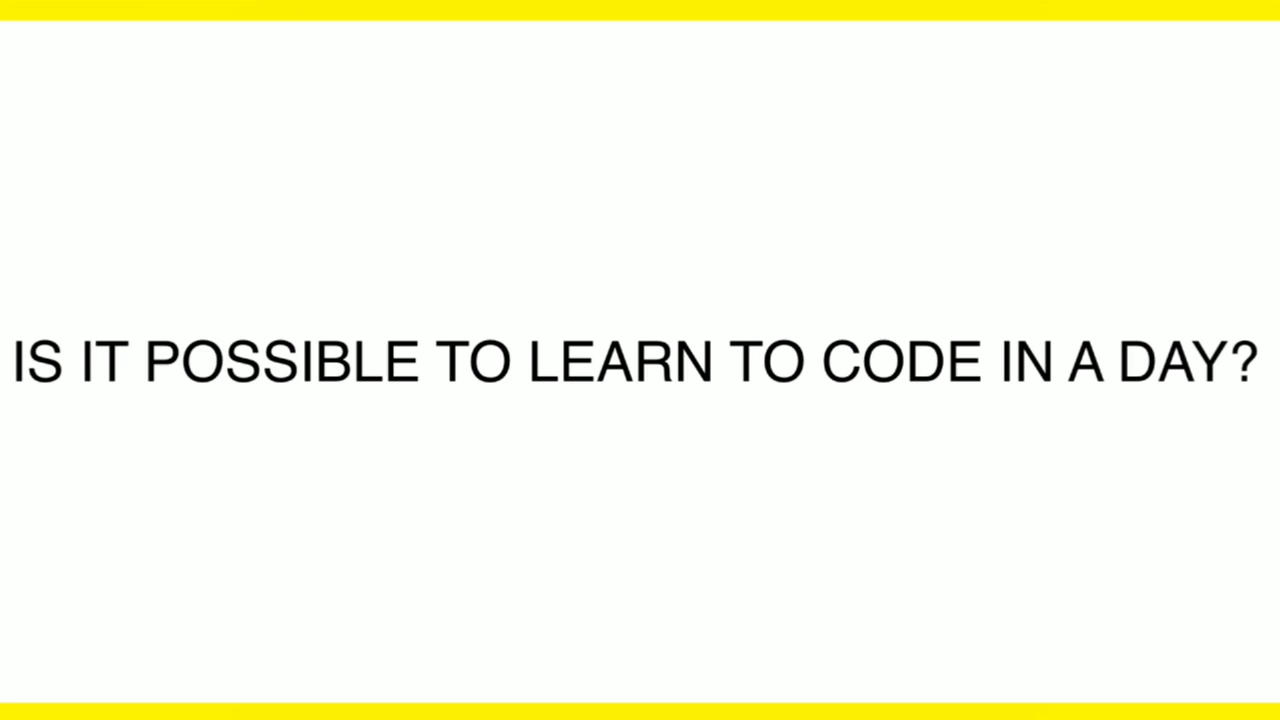 IS IT POSSIBLE TO LEARN TO CODE IN A DAY?